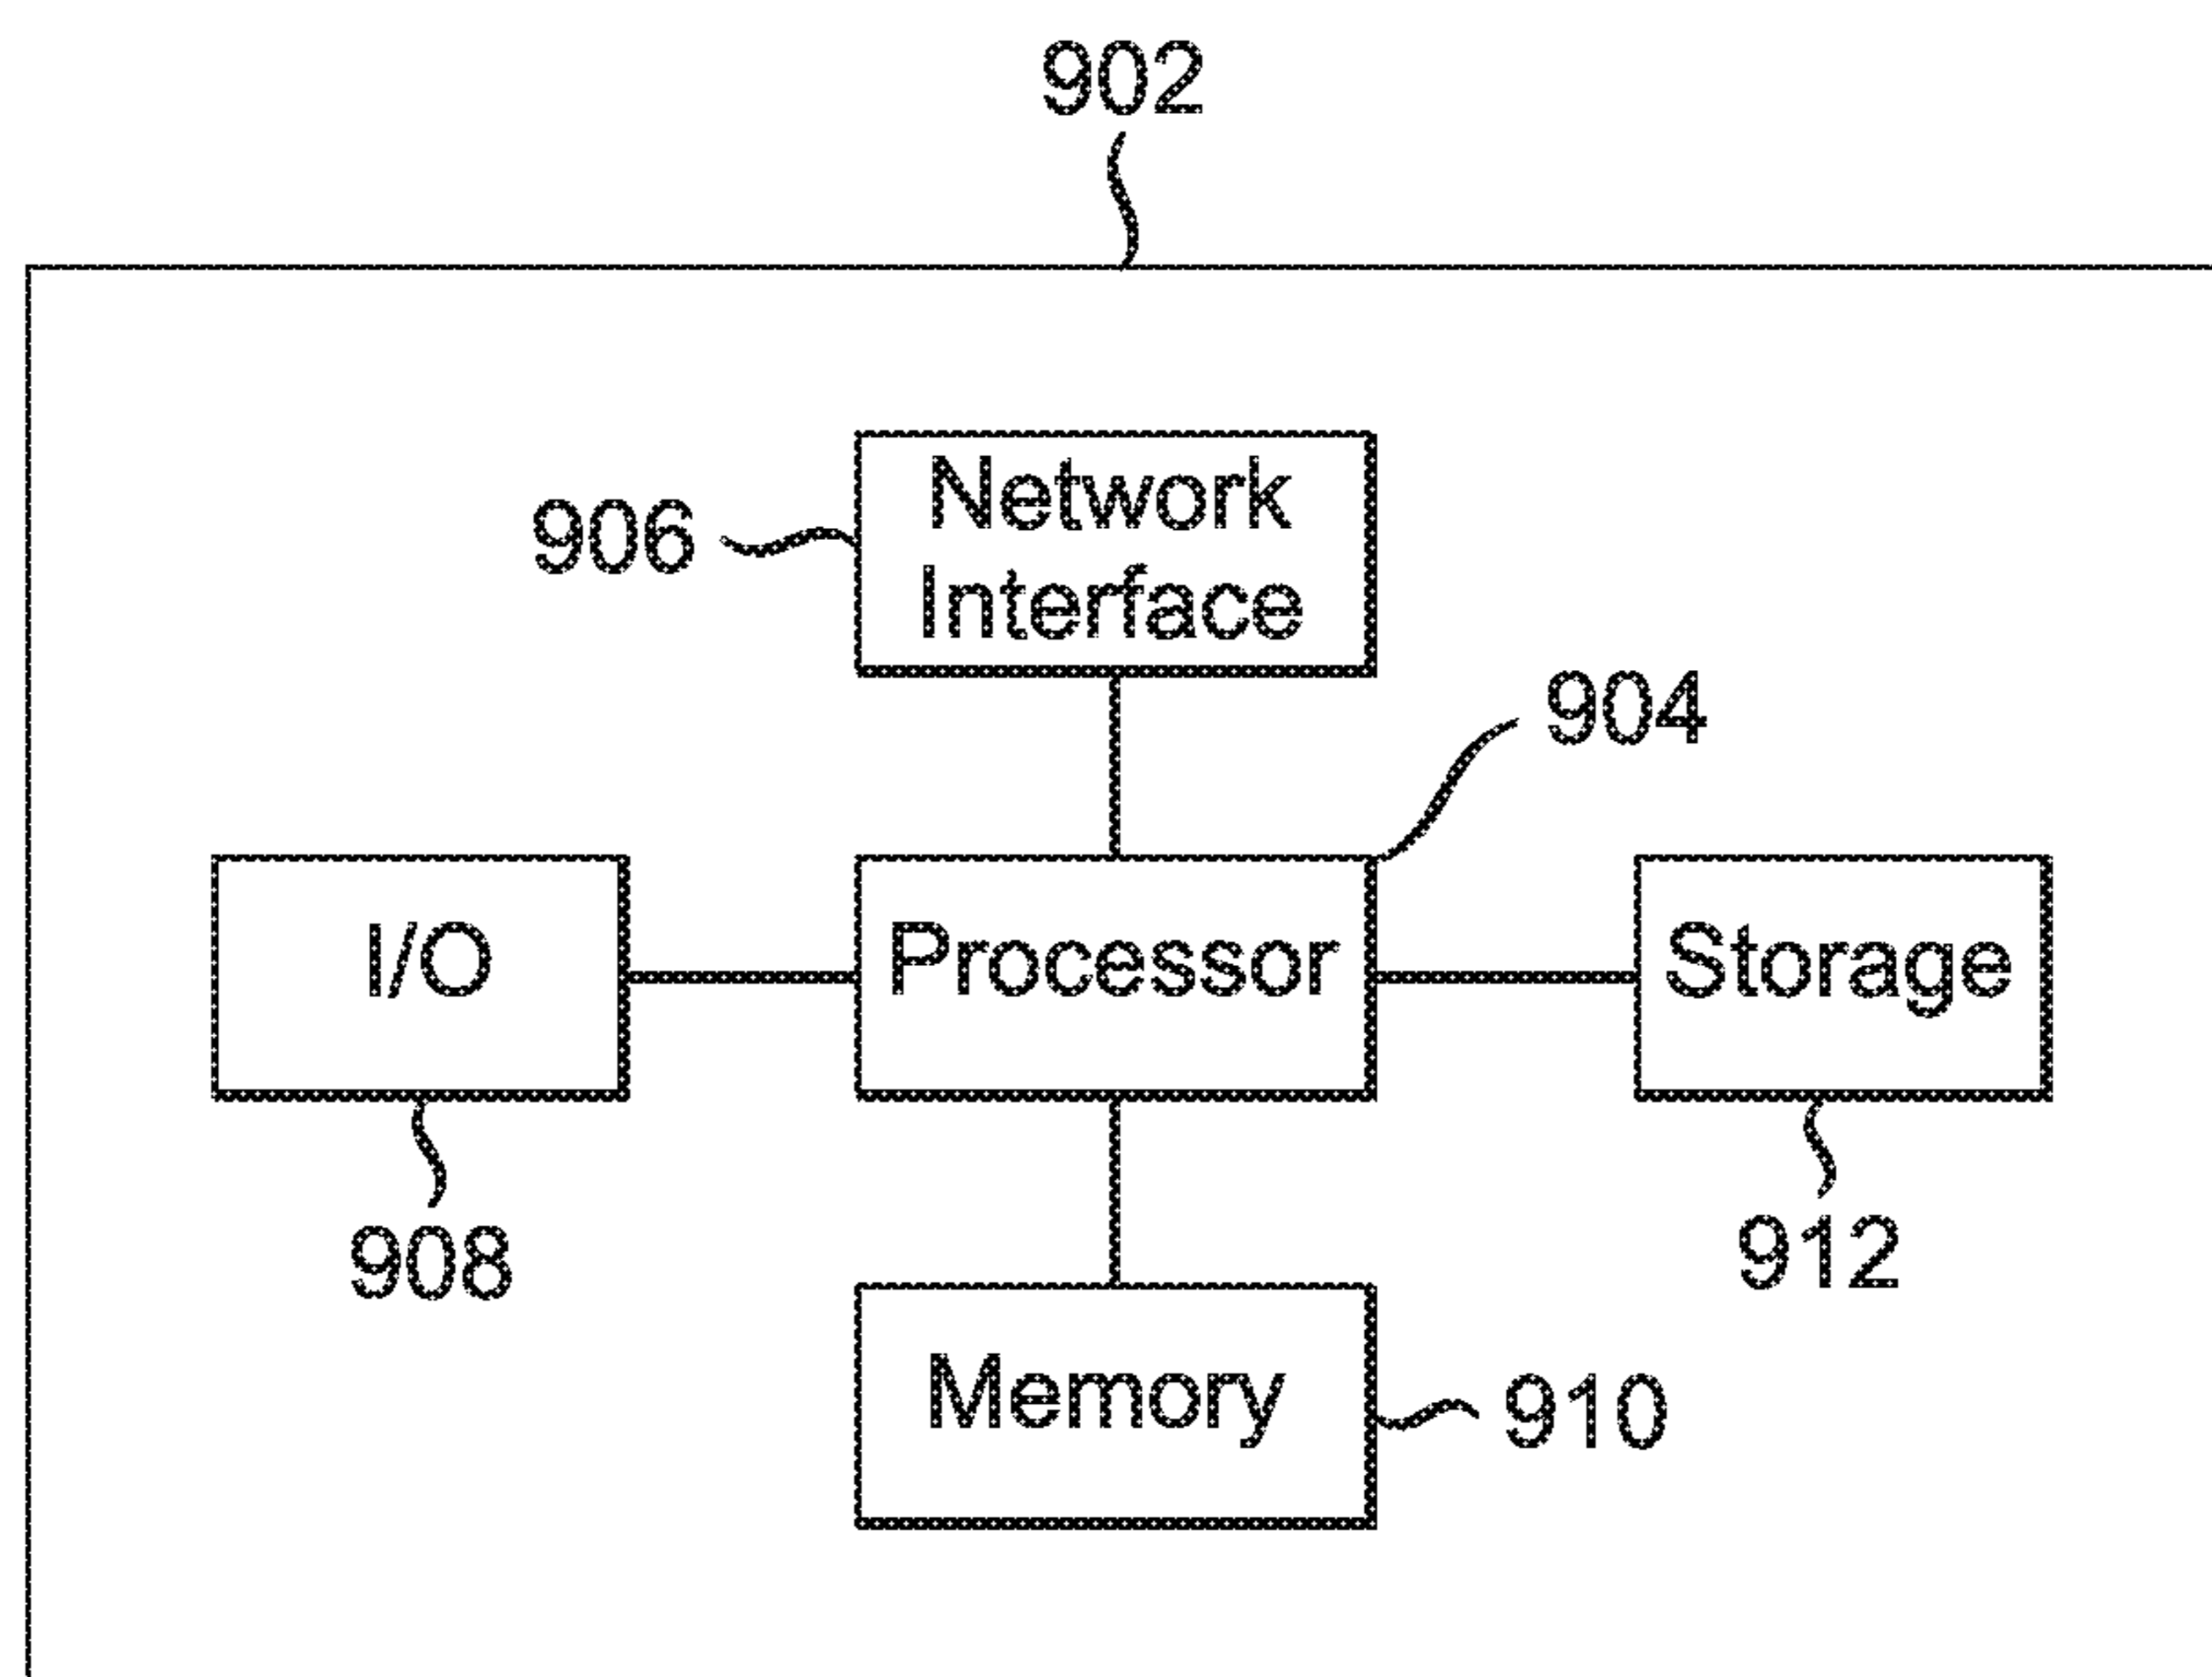 902
Network
Interface
906
904
I/O
Processor
Storage
908
912
Memory
910